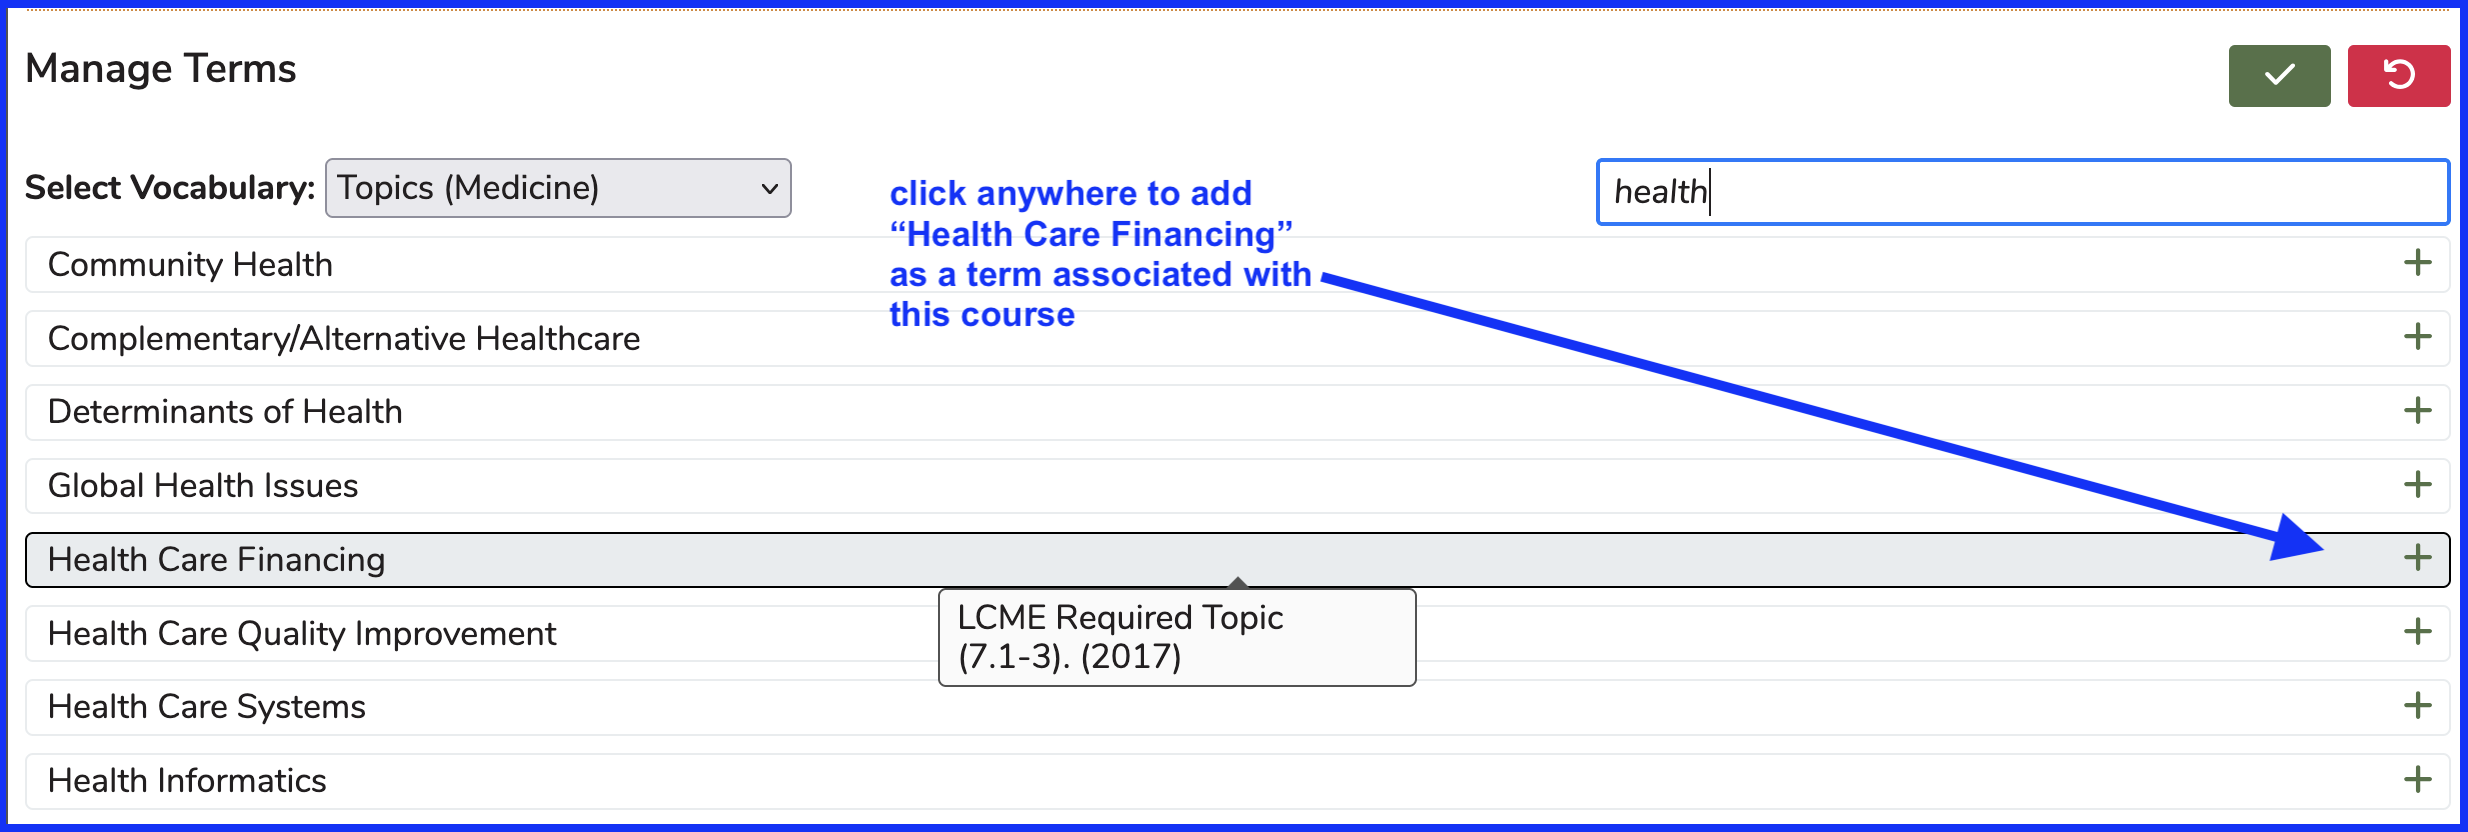 Manage Terms
Select Vocabulary: Topics (Medicine)
health
click anywhere to add
“Health Care Financing”
as a term associated with
this course
Community Health
Complementary/Alternative Healthcare
Determinants of Health
Global Health Issues
Health Care Financing
LCME Required Topic
(7.1-3). (2017)
Health Care Quality Improvement
Health Care Systems
Health Informatics